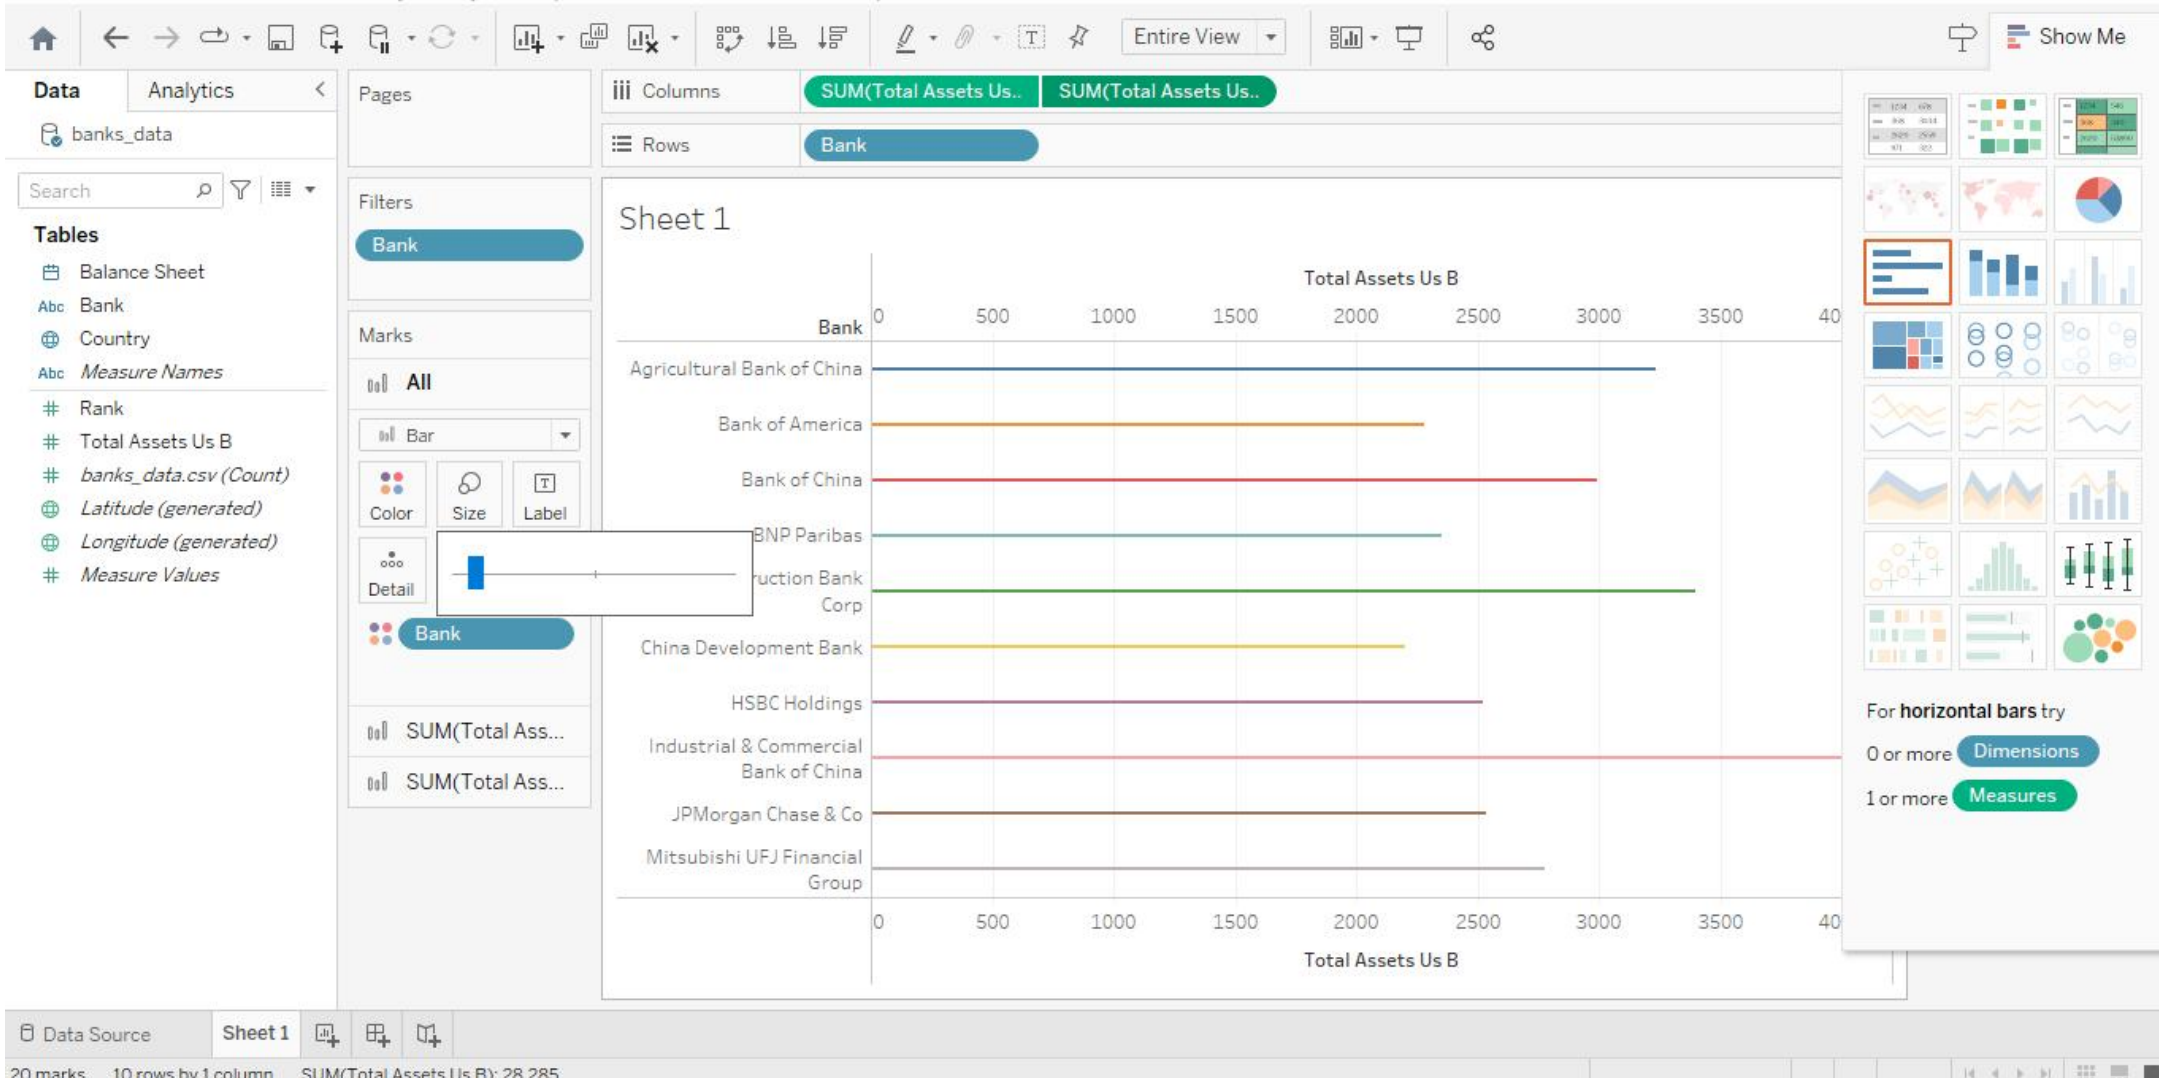 Entire View
Show Me
Data
Analytics
banks_data
Search
Tables
Balance Sheet
Abc Bank
Country
Abc Measure Names
# Rank
# Total Assets Us B
# banks_data.csv (Count)
Latitude (generated)
Longitude (generated)
# Measure Values
Pages
Filters
Bank
Marks
All
Bar
Color
Size
Label
Detail
Bank
SUM(Total Ass...
SUM(Total Ass...
Columns
SUM(Total Assets Us..
SUM(Total Assets Us..
Rows
Bank
Sheet 1
Total Assets Us B
Bank
0 500 1000 1500 2000 2500 3000 3500 40
Agricultural Bank of China
Bank of America
Bank of China
BNP Paribas
ruction Bank
Corp
China Development Bank
HSBC Holdings
Industrial & Commercial
Bank of China
JPMorgan Chase & Co
Mitsubishi UFJ Financial
Group
0 500 1000 1500 2000 2500 3000 3500 40
Total Assets Us B
For horizontal bars try
0 or more Dimensions
1 or more Measures
Data Source
Sheet 1
20 marks 10 rows by 1 column SUM(Total Assets Us B): 28,285